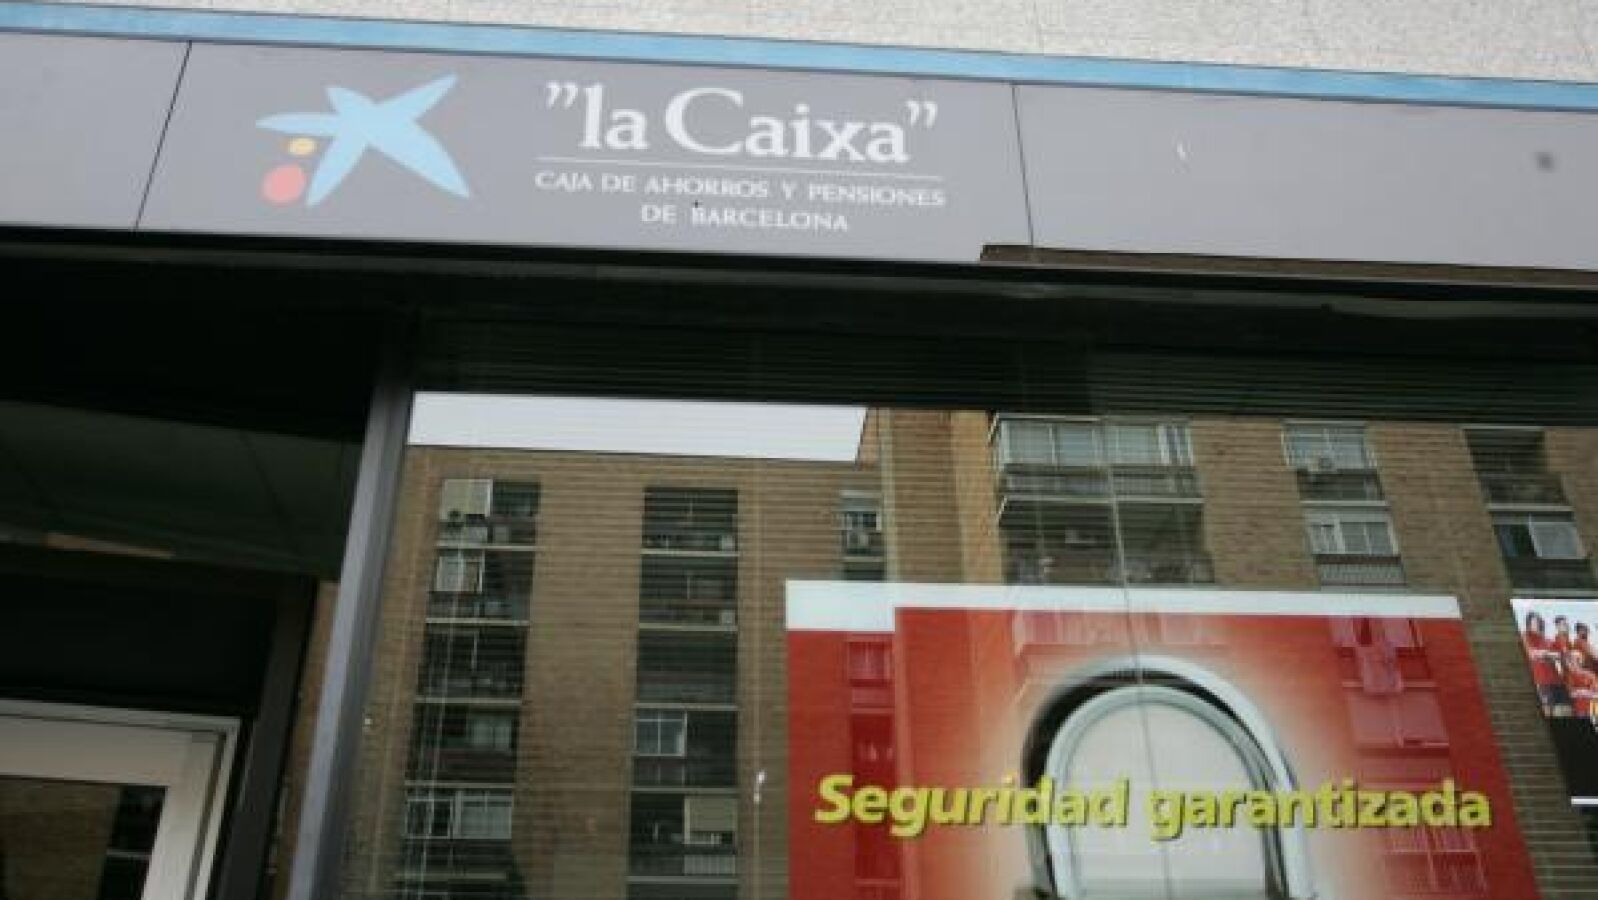 "la Caixa"
CAJA DE AHORROS Y PENSIONES
DE BARCELONA
Seguridad garantizada